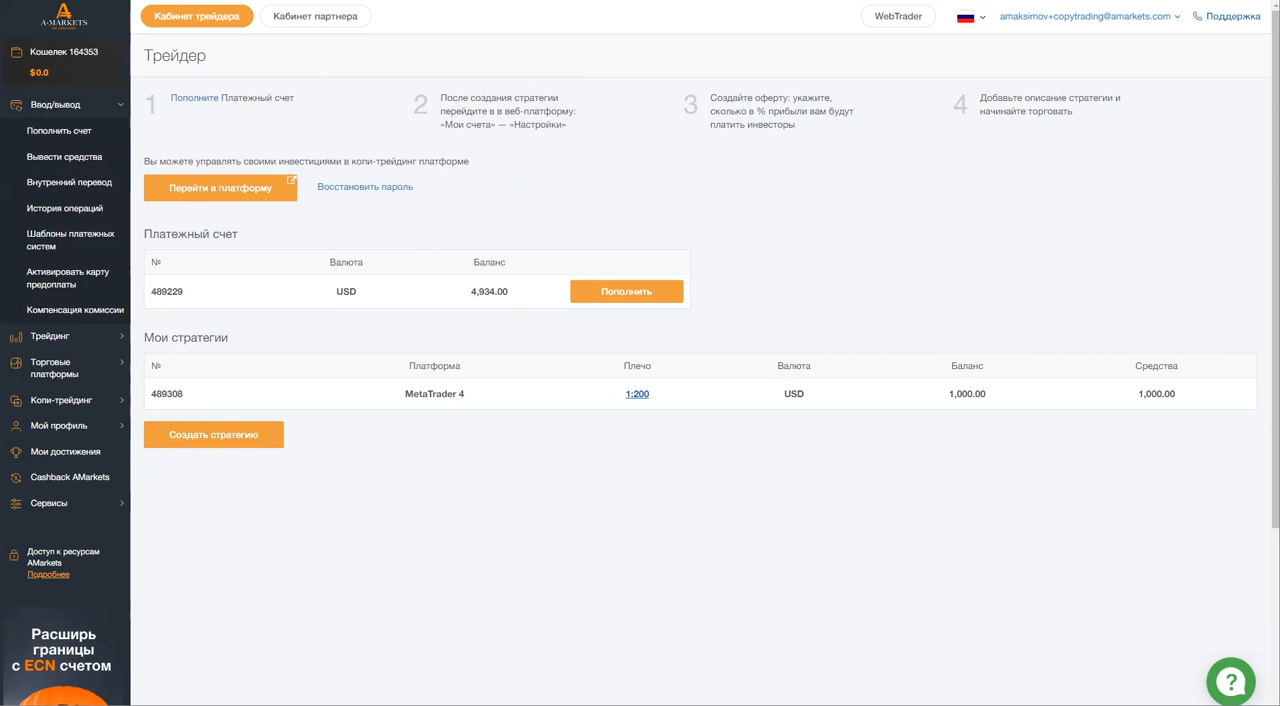 A·MARKETS
Кабинет трейдера
Кабинет партнера
WebTrader
amaksimov+copytrading@amarkets.com
Поддержка
Кошелек 164353
$0.0
Ввод/вывод
Пополнить счет
Вывести средства
Внутренний перевод
История операций
Шаблоны платежных
систем
Активировать карту
предоплаты
Компенсация комиссии
Трейдинг
Торговые
платформы
Копи-трейдинг
Мой профиль
Мои достижения
Cashback AMarkets
Сервисы
Доступ к ресурсам
AMarkets
Подробнее
Расширь
границы
с ECN счетом
Трейдер
1
Пополните Платежный счет
2
После создания стратегии
перейдите в в веб-платформу:
«Мои счета» — «Настройки»
3
Создайте оферту: укажите,
сколько в % прибыли вам будут
платить инвесторы
4
Добавьте описание стратегии и
начинайте торговать
Вы можете управлять своими инвестициями в копи-трейдинг платформе
Перейти в платформу
Восстановить пароль
Платежный счет
№ Валюта Баланс
489229 USD 4,934.00 Пополнить
Мои стратегии
№ Платформа Плечо Валюта Баланс Средства
489308 MetaTrader 4 1:200 USD 1,000.00 1,000.00
Создать стратегию
?